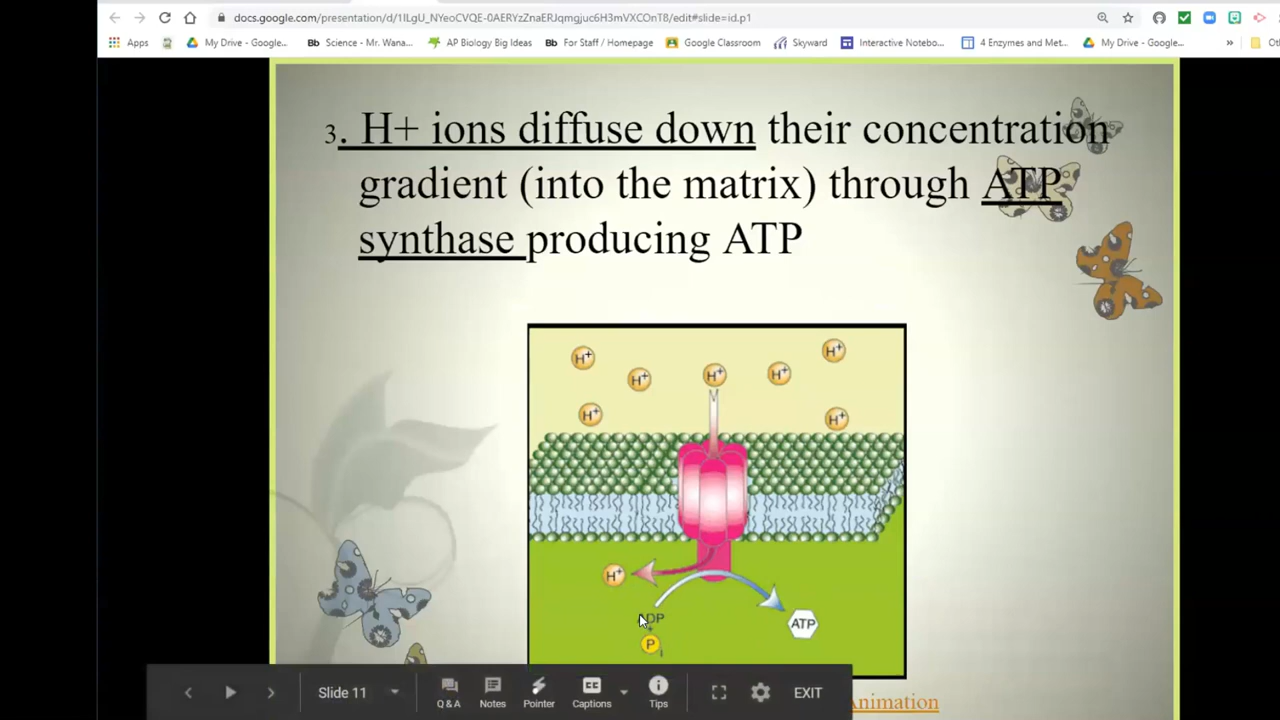 docs.google.com/presentation/d/1lLgU_NYeoCVQE-0AERYzZnaERJqmgjuc6H3mVXCOnT8/edit#slide=id.p1
Apps My Drive - Google... Bb Science - Mr. Wana... AP Biology Big Ideas Bb For Staff / Homepage Google Classroom Skyward Interactive Notebo... 4 Enzymes and Met... My Drive - Google... »
3. H+ ions diffuse down their concentration
gradient (into the matrix) through ATP
synthase producing ATP
H+ H+ H+ H+ H+
H+ H+
H+
ATP
P i
Slide 11
Q & A Notes Pointer Captions Tips EXIT
Animation